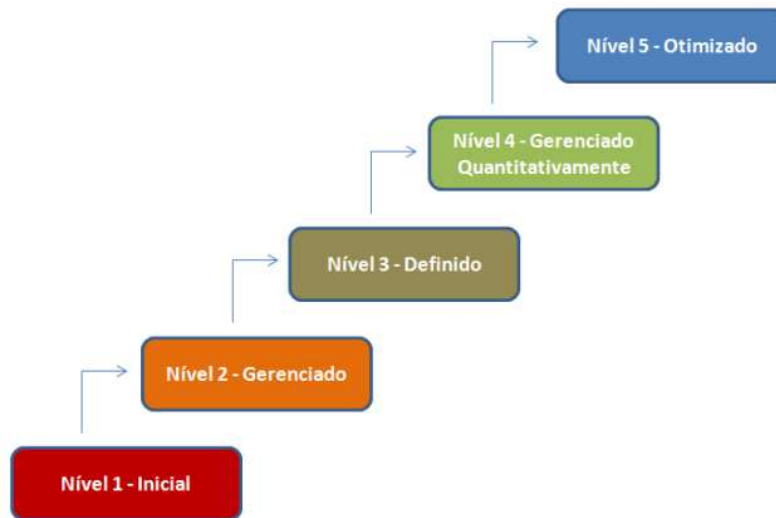 Nível 5 - Otimizado
Nível 4 - Gerenciado
Quantitativamente
Nível 3 - Definido
Nível 2 - Gerenciado
Nível 1 - Inicial